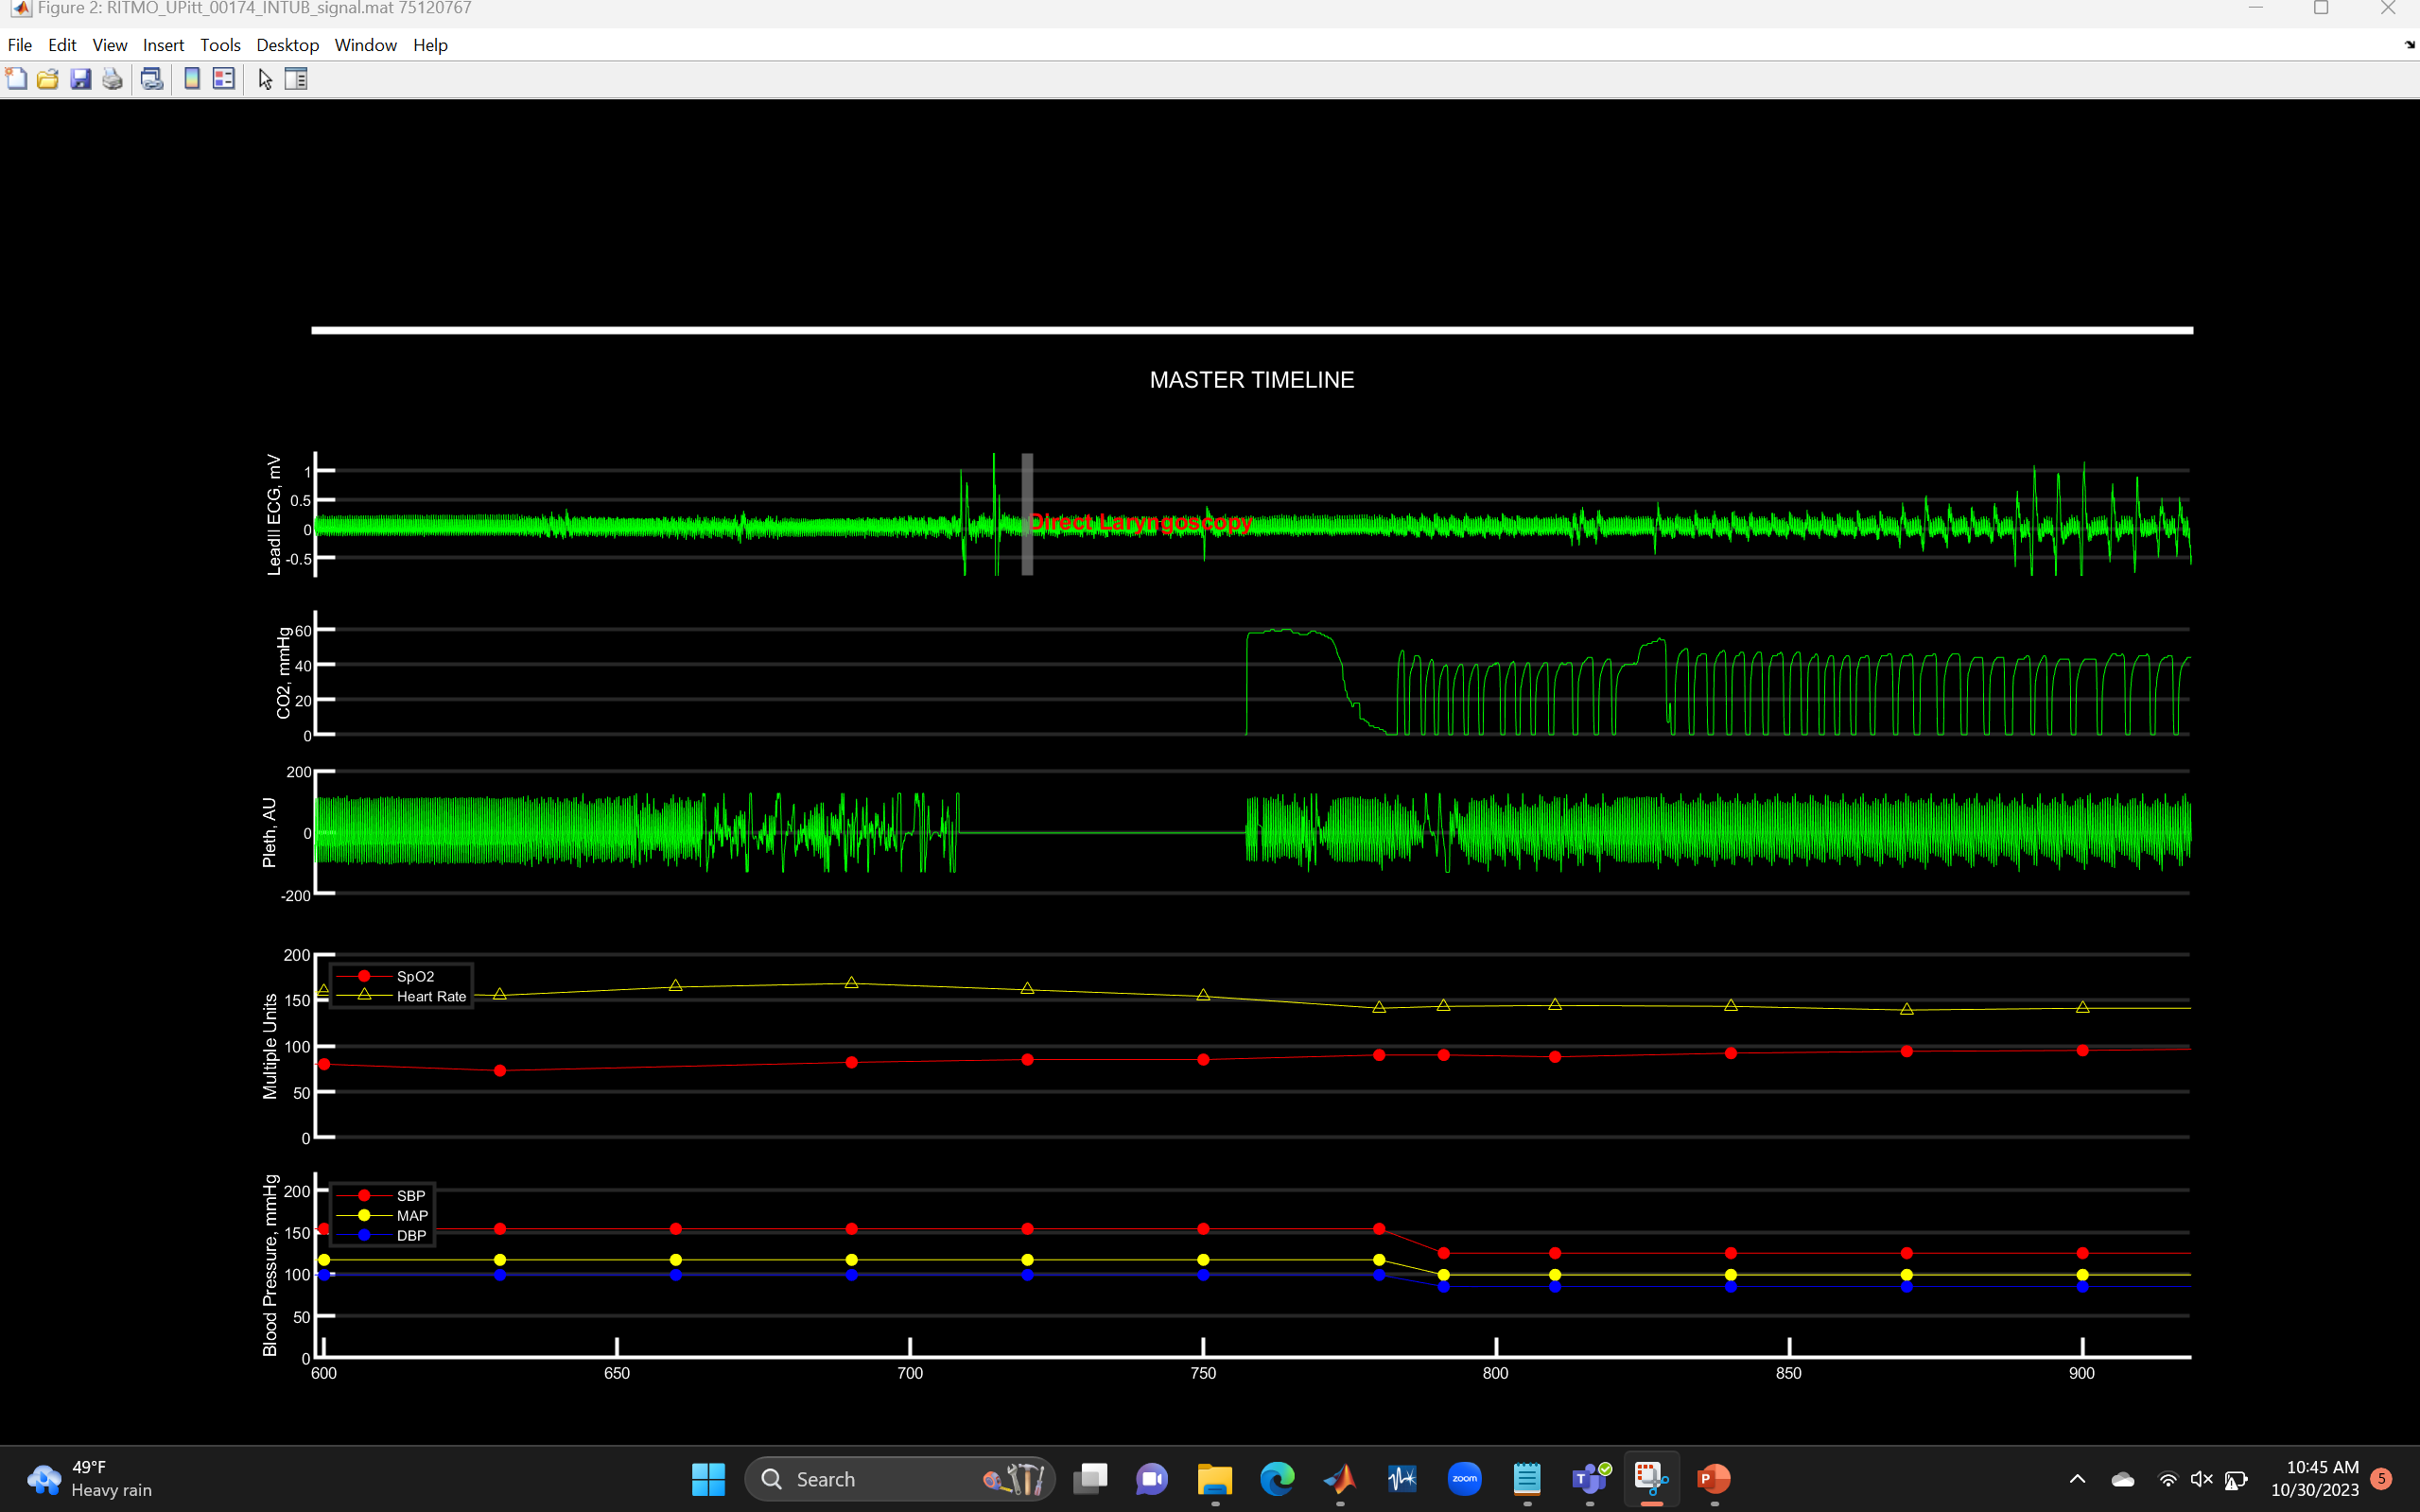 Figure 2: RITMO_UPitt_00174_INTUB_signal.mat 75120767
File Edit View Insert Tools Desktop Window Help
MASTER TIMELINE
LeadII ECG, mV
1
0.5
0
-0.5
Direct Laryngoscopy
CO2, mmHg
60
40
20
0
Pleth, AU
200
0
-200
Multiple Units
200
150
100
50
0
SpO2
Heart Rate
Blood Pressure, mmHg
200
150
100
50
0
SBP
MAP
DBP
600 650 700 750 800 850 900
49°F
Heavy rain
Search
zoom
10:45 AM
10/30/2023
5